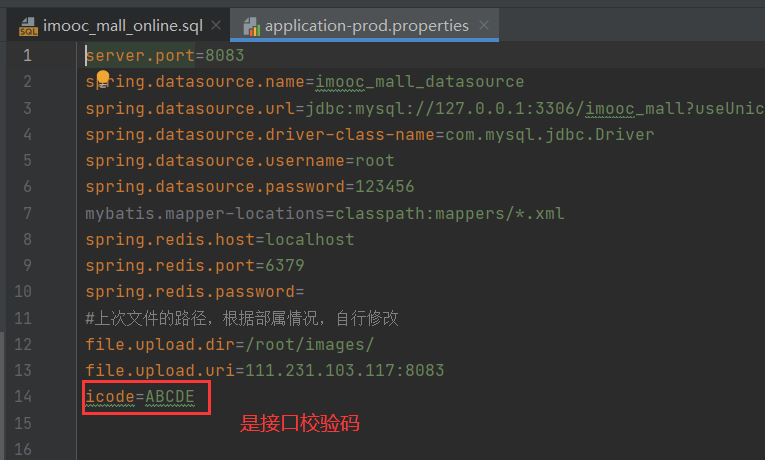 imooc_mall_online.sql
application-prod.properties
1 server.port=8083
2 spring.datasource.name=imooc_mall_datasource
3 spring.datasource.url=jdbc:mysql://127.0.0.1:3306/imooc_mall?useUnic
4 spring.datasource.driver-class-name=com.mysql.jdbc.Driver
5 spring.datasource.username=root
6 spring.datasource.password=123456
7 mybatis.mapper-locations=classpath:mappers/*.xml
8 spring.redis.host=localhost
9 spring.redis.port=6379
10 spring.redis.password=
11 #上次文件的路径，根据部属情况，自行修改
12 file.upload.dir=/root/images/
13 file.upload.uri=111.231.103.117:8083
14 icode=ABCDE
15 是接口校验码
16